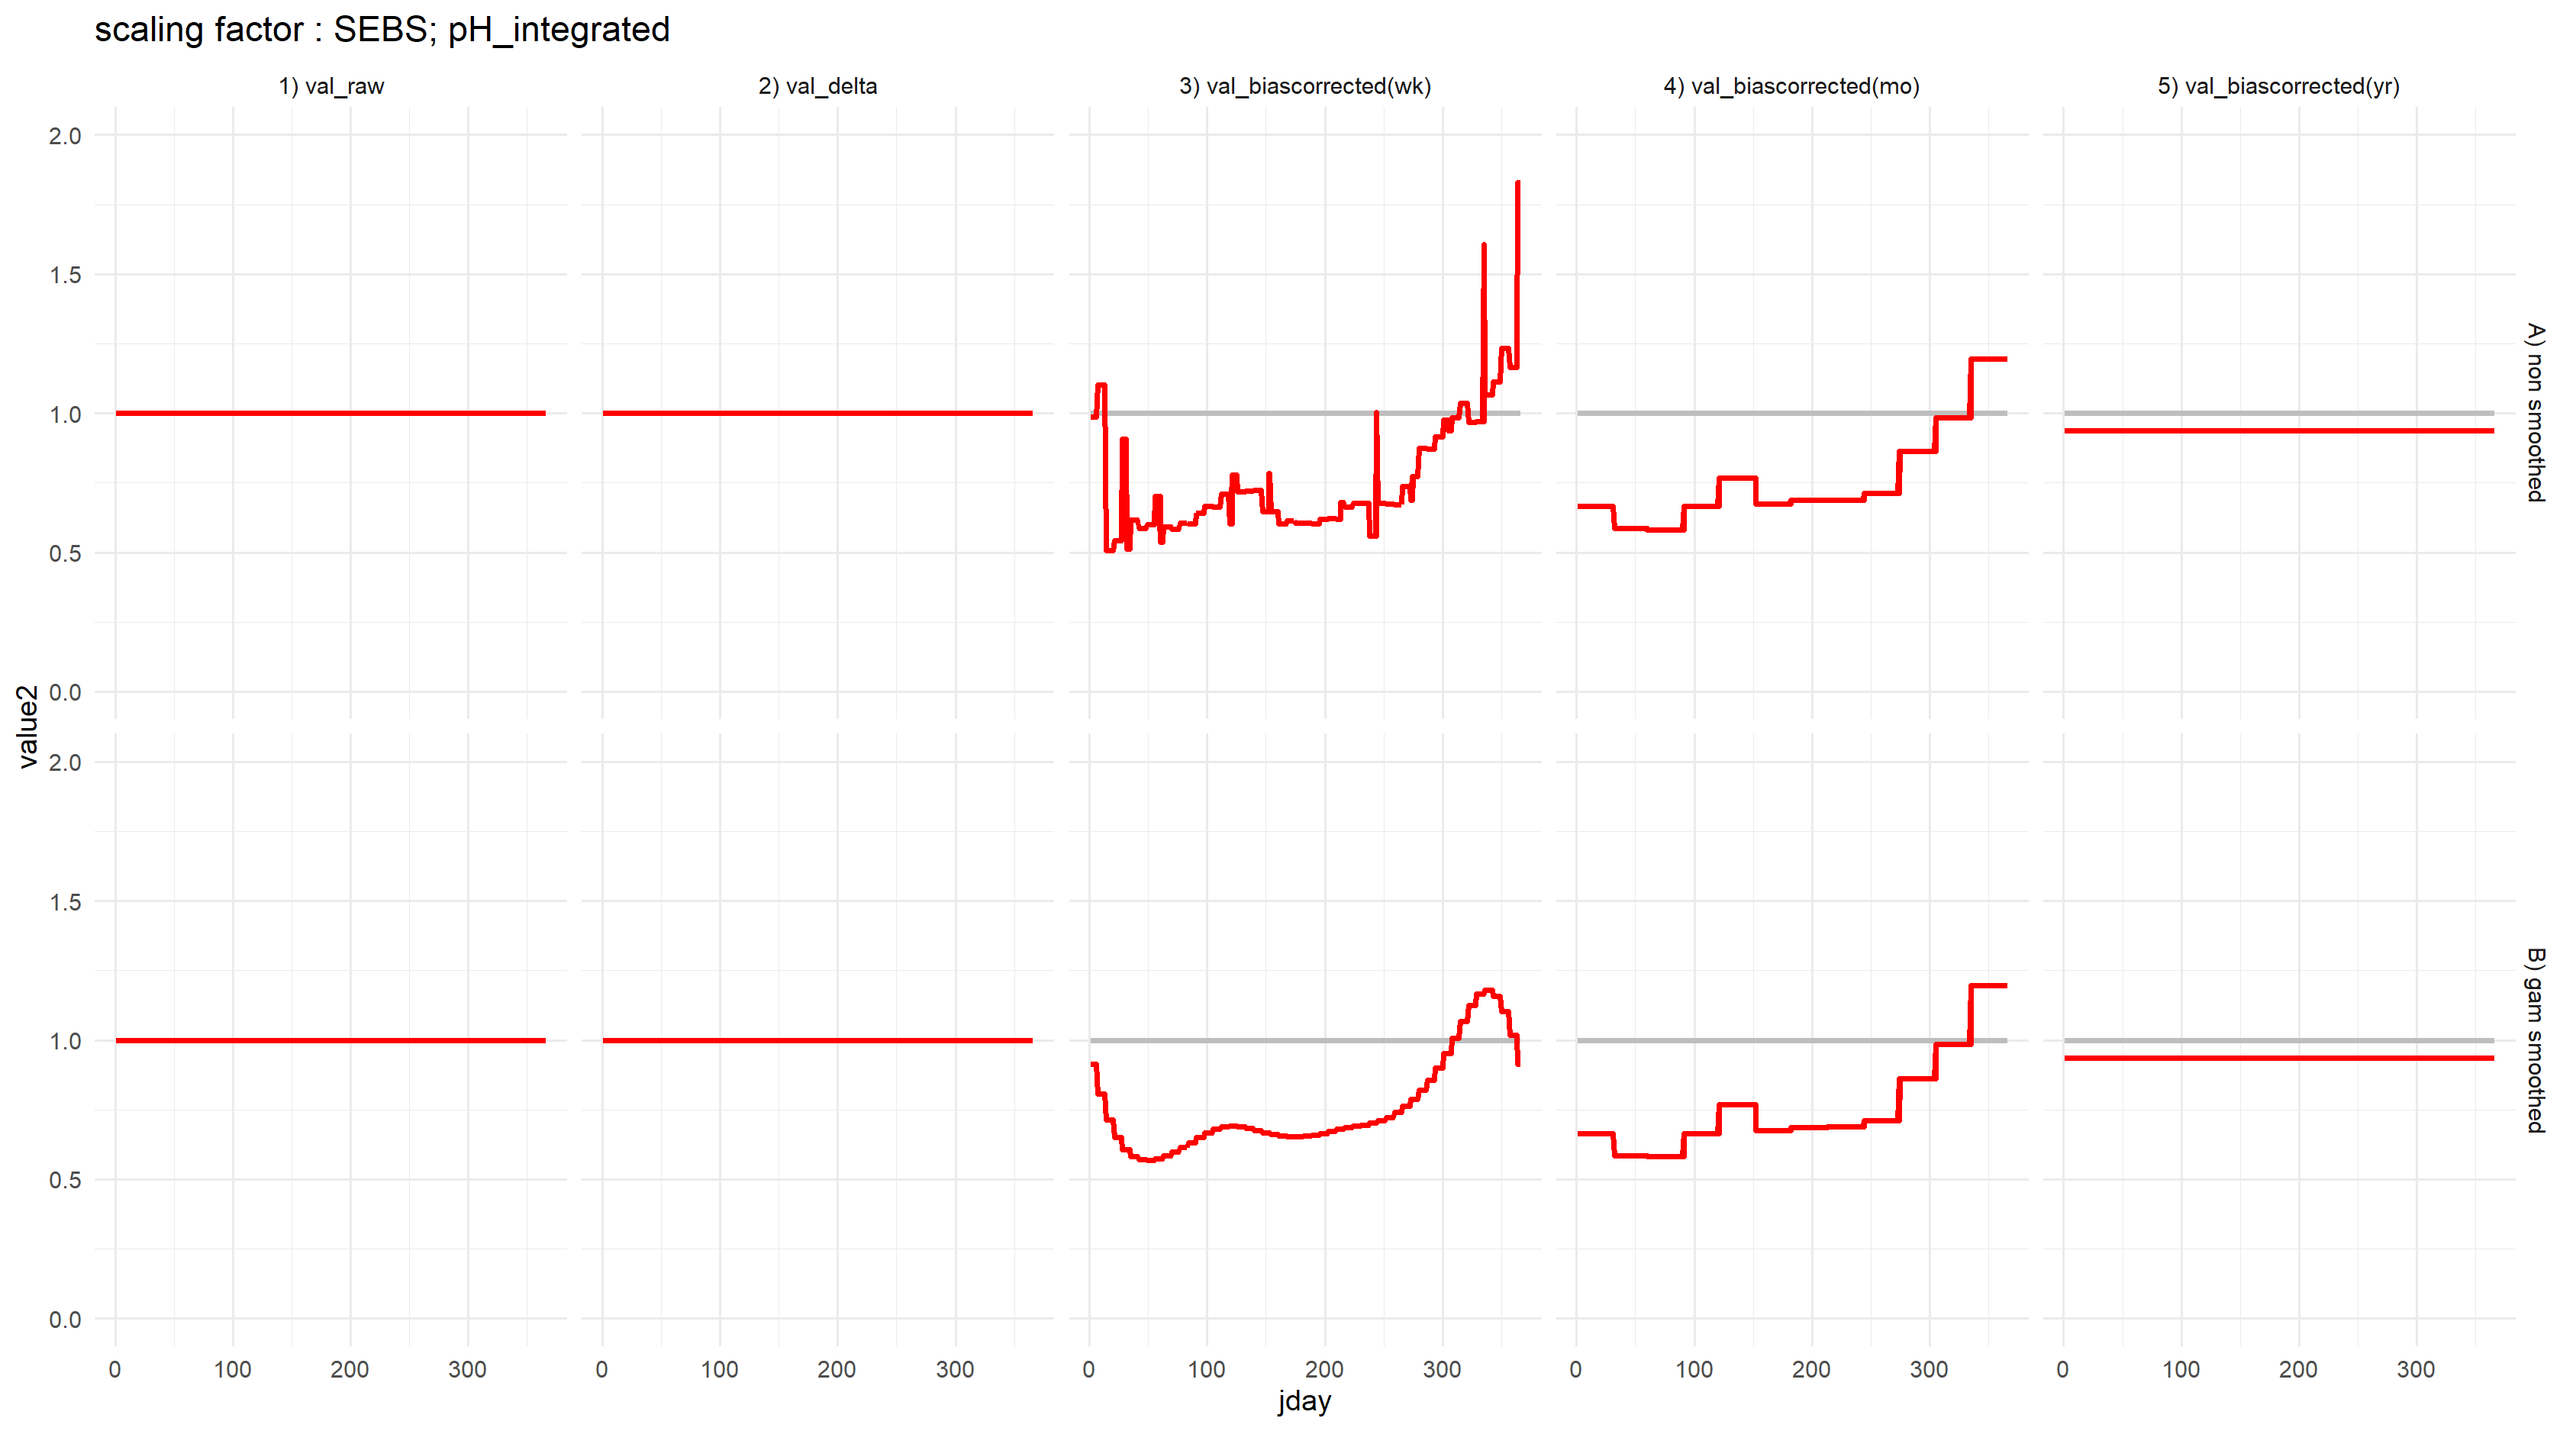 scaling factor : SEBS; pH_integrated
1) val_raw
2) val_delta
3) val_biascorrected(wk)
4) val_biascorrected(mo)
5) val_biascorrected(yr)
2.0
1.5
1.0
0.5
0.0
A) non smoothed
value2
2.0
1.5
1.0
0.5
0.0
B) gam smoothed
0 100 200 300
0 100 200 300
0 100 200 300
0 100 200 300
0 100 200 300
jday